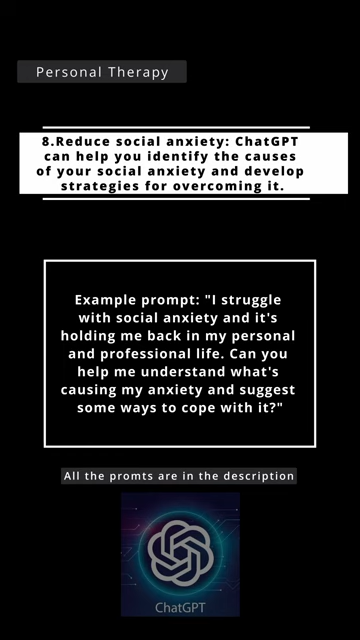 Personal Therapy
8.Reduce social anxiety: ChatGPT
can help you identify the causes
of your social anxiety and develop
strategies for overcoming it.
Example prompt: "I struggle
with social anxiety and it's
holding me back in my personal
and professional life. Can you
help me understand what's
causing my anxiety and suggest
some ways to cope with it?"
All the promts are in the description
ChatGPT